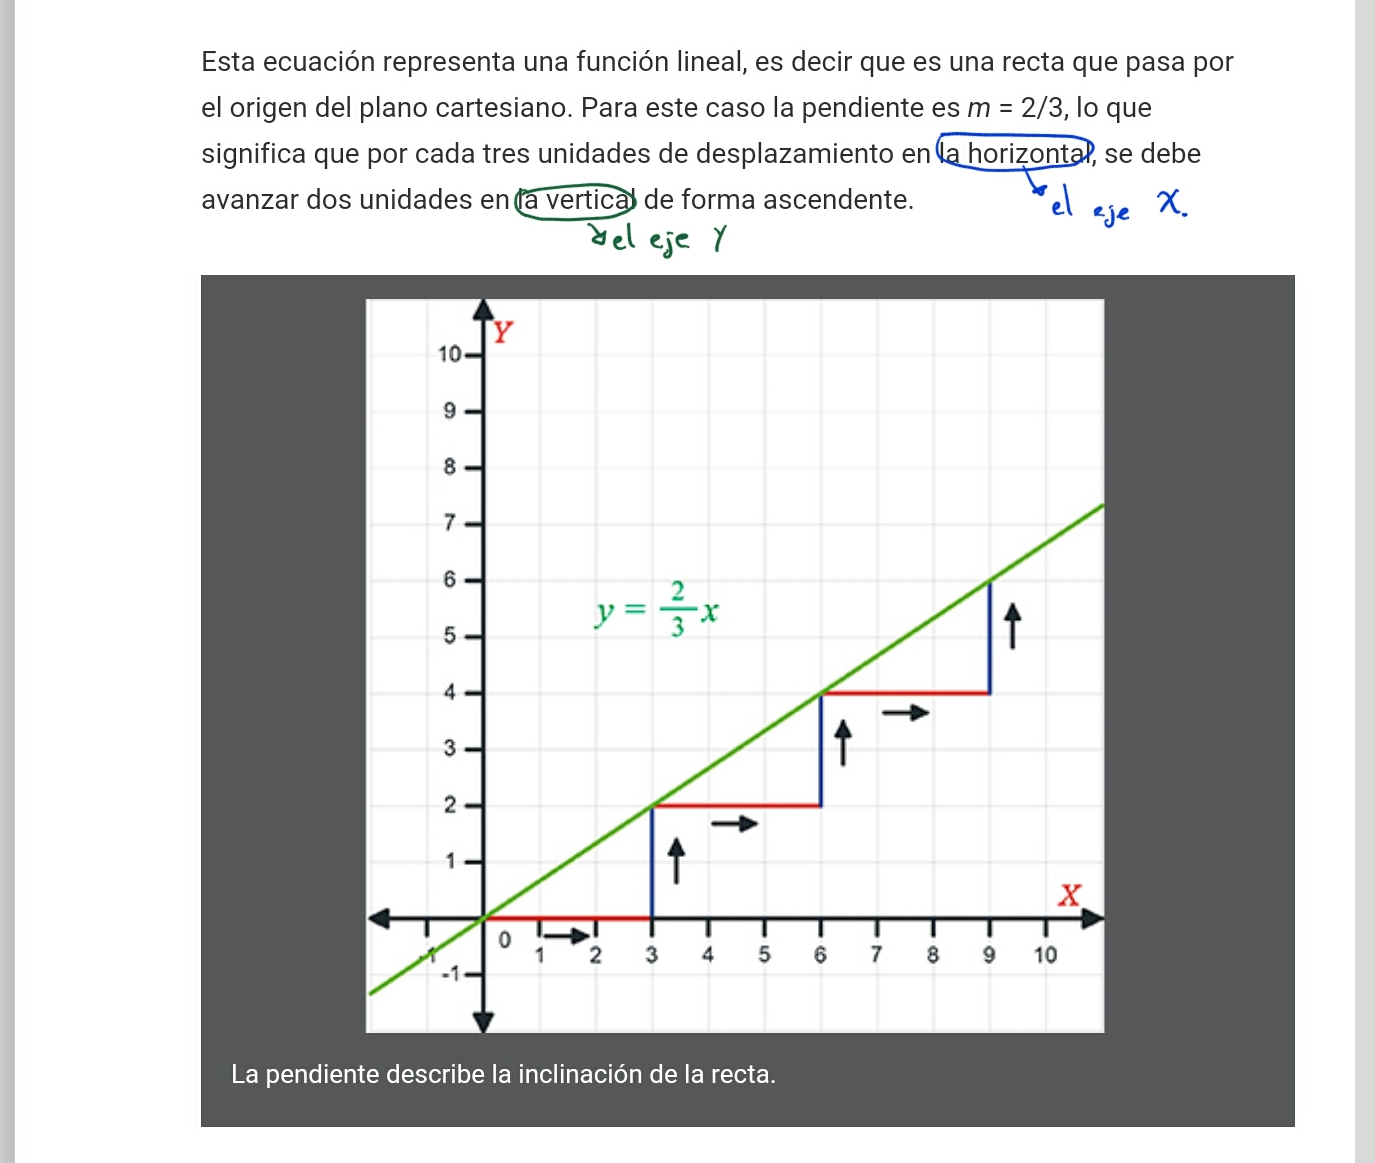 Esta ecuación representa una función lineal, es decir que es una recta que pasa por
el origen del plano cartesiano. Para este caso la pendiente es m = 2/3, lo que
significa que por cada tres unidades de desplazamiento en la horizontal, se debe
avanzar dos unidades en la vertical de forma ascendente.
el eje X.
el eje Y
Y
10
9
8
7
6
y = 2/3 x
5
4
3
2
1
X
0
-1 1 2 3 4 5 6 7 8 9 10
-1
La pendiente describe la inclinación de la recta.